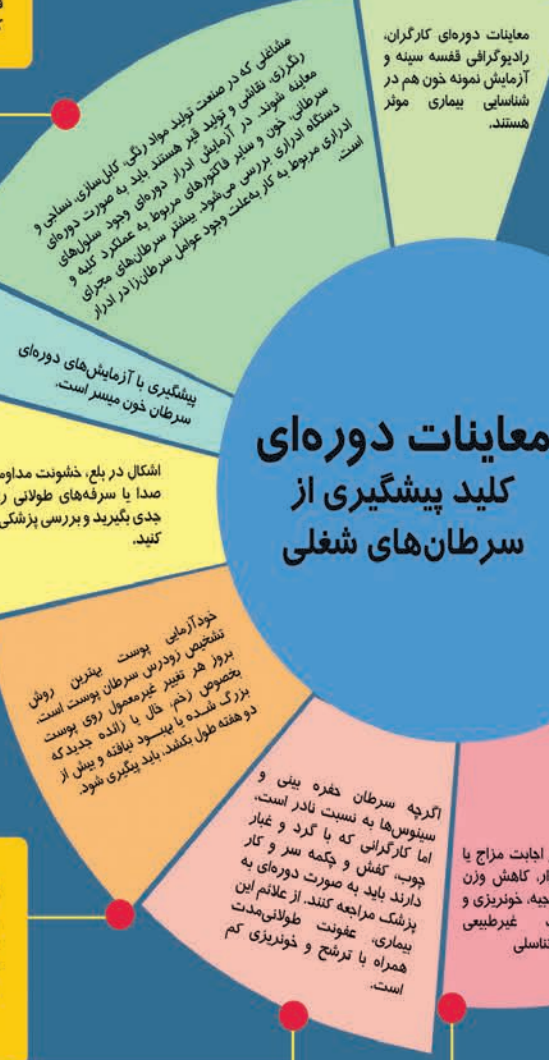 معاینات دوره‌ای
کلید پیشگیری از
سرطان‌های شغلی
معاینات دوره‌ای کارگران،
رادیوگرافی قفسه سینه و
آزمایش نمونه خون هم در
شناسایی بیماری موثر
هستند.
مشاغلی که در صنعت تولید مواد رنگی، کابل‌سازی، نساجی و
رنگرزی، نقاشی و تولید قیر هستند باید به صورت دوره‌ای
معاینه شوند. در آزمایش ادرار دوره‌ای وجود سلول‌های
سرطانی، خون و سایر فاکتورهای مربوط به عملکرد کلیه و
دستگاه ادراری بررسی می‌شود. بیشتر سرطان‌های مجرای
ادراری مربوط به کار به‌علت وجود عوامل سرطان‌زا در ادرار
است.
پیشگیری با آزمایش‌های دوره‌ای
سرطان خون میسر است.
اشکال در بلع، خشونت مداوم
صدا یا سرفه‌های طولانی را
جدی بگیرید و بررسی پزشکی
کنید.
خودآزمایی پوست بهترین روش
تشخیص زودرس سرطان پوست است.
بروز هر تغییر غیرمعمول روی پوست
بخصوص زخم، خال یا زائده جدیدکه
بزرگ شده یا بهبود نیافته و بیش از
دو هفته طول بکشد، باید پیگیری شود.
اگرچه سرطان حفره بینی و
سینوس‌ها به نسبت نادر است،
اما کارگرانی که با گرد و غبار
چوب، کفش و چکمه سر و کار
دارند باید به صورت دوره‌ای به
پزشک مراجعه کنند. از علائم این
بیماری، عفونت طولانی‌مدت
همراه با ترشح و خونریزی کم
است.
اجابت مزاج یا
کاهش وزن
خونریزی و
غیرطبیعی